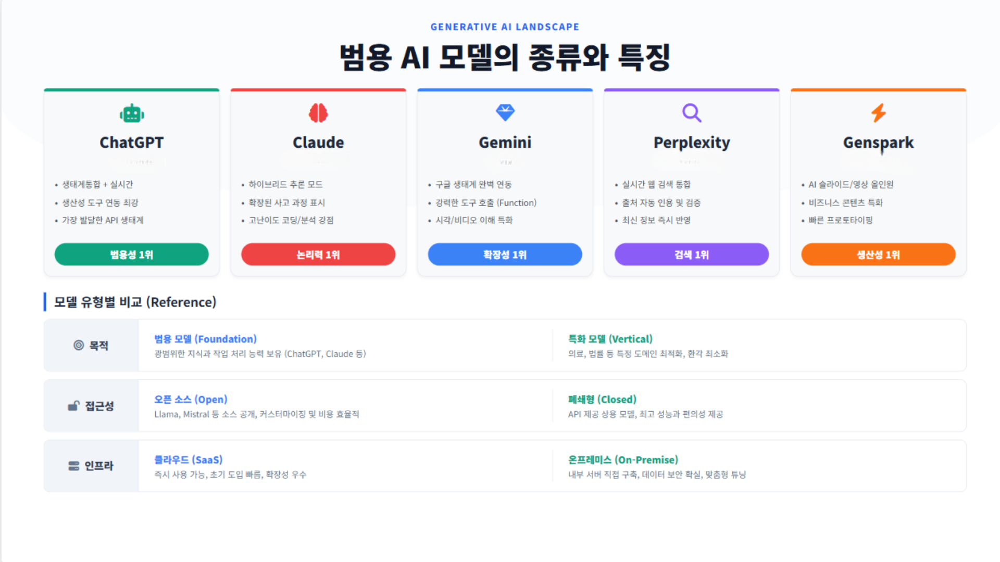 GENERATIVE AI LANDSCAPE
범용 AI 모델의 종류와 특징
ChatGPT
• 생태계통합 + 실시간
• 생산성 도구 연동 최강
• 가장 발달한 API 생태계
범용성 1위
Claude
• 하이브리드 추론 모드
• 확장된 사고 과정 표시
• 고난이도 코딩/분석 강점
논리력 1위
Gemini
• 구글 생태게 완벽 연동
• 강력한 도구 호출 (Function)
• 시각/비디오 이해 특화
확장성 1위
Perplexity
• 실시간 웹 검색 통합
• 출처 자동 인용 및 검증
• 최신 정보 즉시 반영
검색 1위
Genspark
• AI 슬라이드/영상 올인원
• 비즈니스 콘텐츠 특화
• 빠른 프로토타이핑
생산성 1위
모델 유형별 비교 (Reference)
목적
범용 모델 (Foundation)
광범위한 지식과 작업 처리 능력 보유 (ChatGPT, Claude 등)
특화 모델 (Vertical)
의료, 법률 등 특정 도메인 최적화, 환각 최소화
접근성
오픈 소스 (Open)
Llama, Mistral 등 소스 공개, 커스터마이징 및 비용 효율적
폐쇄형 (Closed)
API 제공 상용 모델, 최고 성능과 편의성 제공
인프라
클라우드 (SaaS)
즉시 사용 가능, 초기 도입 빠름, 확장성 우수
온프레미스 (On-Premise)
내부 서버 직접 구축, 데이터 보안 확실, 맞춤형 튜닝